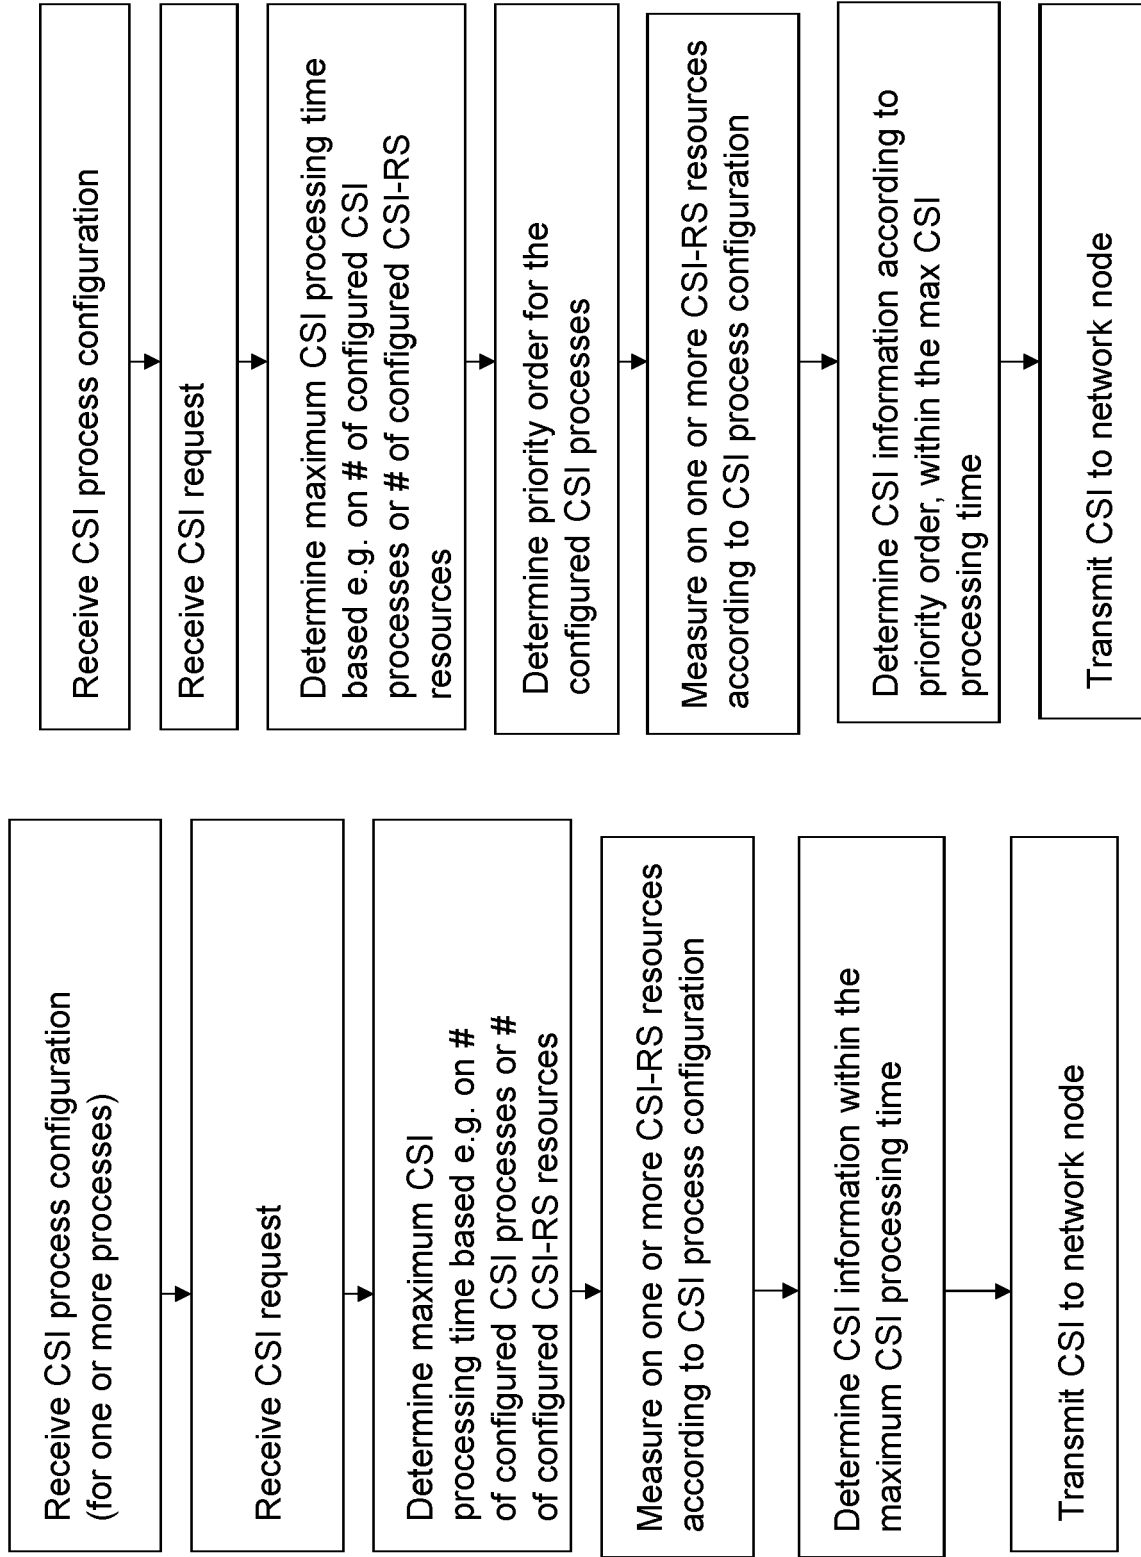 Receive CSI process configuration
(for one or more processes)
Receive CSI request
Determine maximum CSI
processing time based e.g. on #
of configured CSI processes or #
of configured CSI-RS resources
Measure on one or more CSI-RS resources
according to CSI process configuration
Determine CSI information within the
maximum CSI processing time
Transmit CSI to network node
Receive CSI process configuration
Receive CSI request
Determine maximum CSI processing time
based e.g. on # of configured CSI
processes or # of configured CSI-RS
resources
Determine priority order for the
configured CSI processes
Measure on one or more CSI-RS resources
according to CSI process configuration
Determine CSI information according to
priority order, within the max CSI
processing time
Transmit CSI to network node